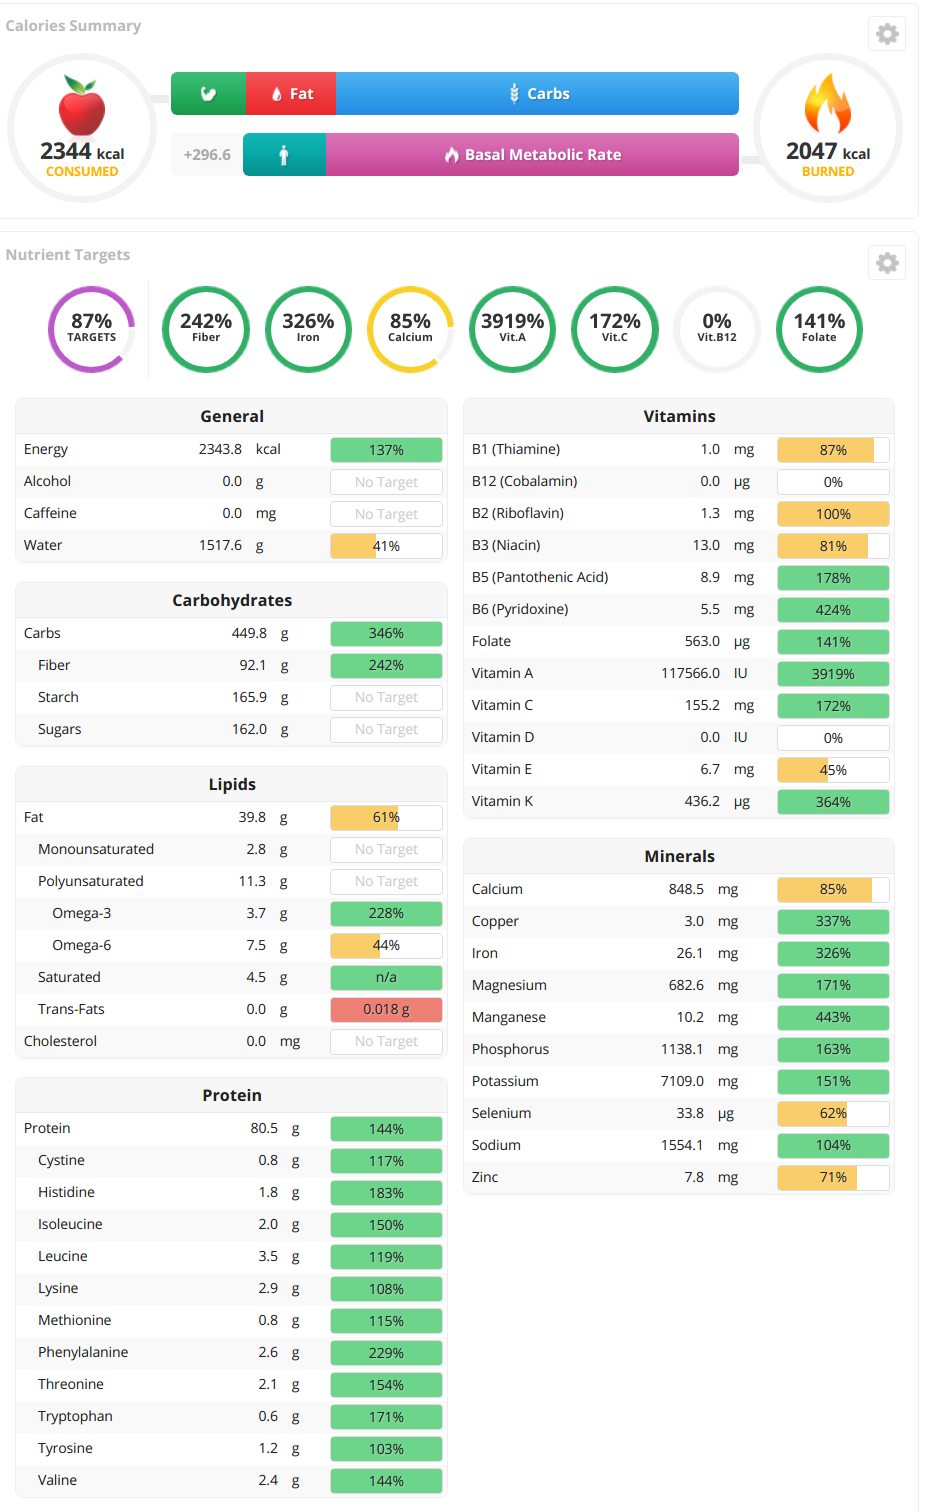 Calories Summary
2344 kcal
CONSUMED
Fat
Carbs
+296.6
Basal Metabolic Rate
2047 kcal
BURNED
Nutrient Targets
87%
TARGETS
242%
Fiber
326%
Iron
85%
Calcium
3919%
Vit.A
172%
Vit.C
0%
Vit.B12
141%
Folate
General
Energy 2343.8 kcal 137%
Alcohol 0.0 g No Target
Caffeine 0.0 mg No Target
Water 1517.6 g 41%
Carbohydrates
Carbs 449.8 g 346%
Fiber 92.1 g 242%
Starch 165.9 g No Target
Sugars 162.0 g No Target
Lipids
Fat 39.8 g 61%
Monounsaturated 2.8 g No Target
Polyunsaturated 11.3 g No Target
Omega-3 3.7 g 228%
Omega-6 7.5 g 44%
Saturated 4.5 g n/a
Trans-Fats 0.0 g 0.018 g
Cholesterol 0.0 mg No Target
Protein
Protein 80.5 g 144%
Cystine 0.8 g 117%
Histidine 1.8 g 183%
Isoleucine 2.0 g 150%
Leucine 3.5 g 119%
Lysine 2.9 g 108%
Methionine 0.8 g 115%
Phenylalanine 2.6 g 229%
Threonine 2.1 g 154%
Tryptophan 0.6 g 171%
Tyrosine 1.2 g 103%
Valine 2.4 g 144%
Vitamins
B1 (Thiamine) 1.0 mg 87%
B12 (Cobalamin) 0.0 µg 0%
B2 (Riboflavin) 1.3 mg 100%
B3 (Niacin) 13.0 mg 81%
B5 (Pantothenic Acid) 8.9 mg 178%
B6 (Pyridoxine) 5.5 mg 424%
Folate 563.0 µg 141%
Vitamin A 117566.0 IU 3919%
Vitamin C 155.2 mg 172%
Vitamin D 0.0 IU 0%
Vitamin E 6.7 mg 45%
Vitamin K 436.2 µg 364%
Minerals
Calcium 848.5 mg 85%
Copper 3.0 mg 337%
Iron 26.1 mg 326%
Magnesium 682.6 mg 171%
Manganese 10.2 mg 443%
Phosphorus 1138.1 mg 163%
Potassium 7109.0 mg 151%
Selenium 33.8 µg 62%
Sodium 1554.1 mg 104%
Zinc 7.8 mg 71%